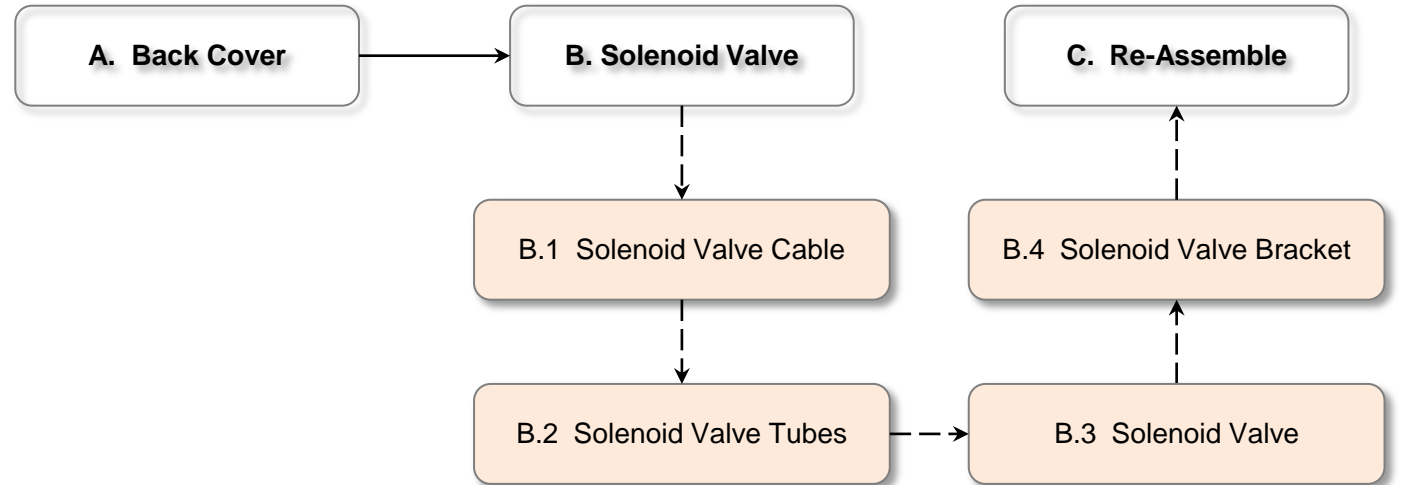 A. Back Cover
B. Solenoid Valve
C. Re-Assemble
B.1 Solenoid Valve Cable
B.4 Solenoid Valve Bracket
B.2 Solenoid Valve Tubes
B.3 Solenoid Valve